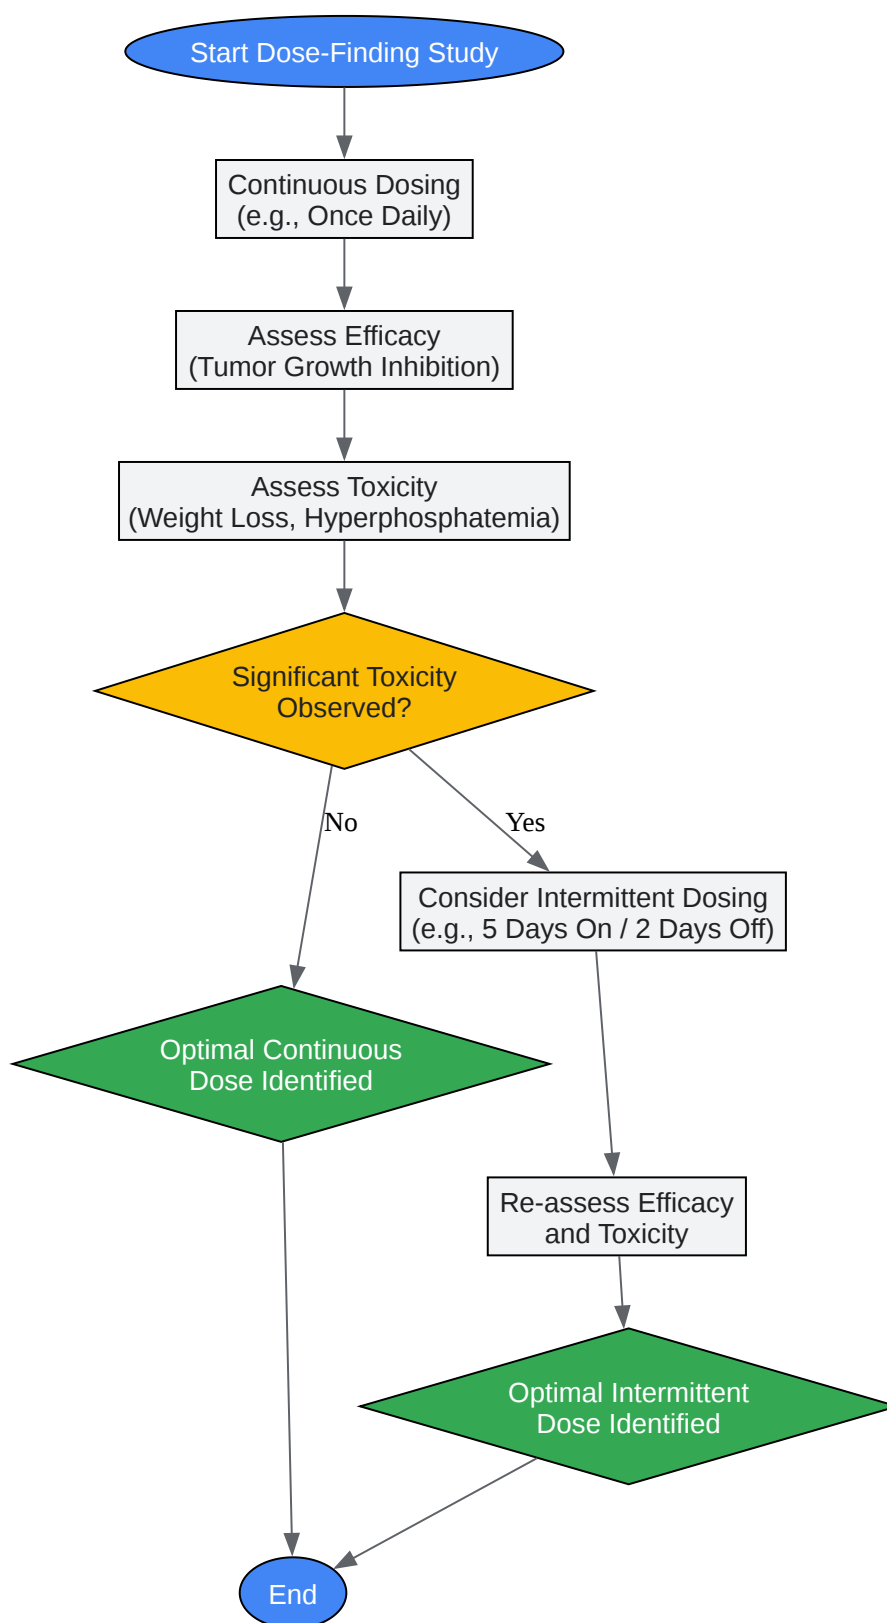 Start Dose-Finding Study
Continuous Dosing
(e.g., Once Daily)
Assess Efficacy
(Tumor Growth Inhibition)
Assess Toxicity
(Weight Loss, Hyperphosphatemia)
Significant Toxicity
Observed?
No
Yes
Consider Intermittent Dosing
(e.g., 5 Days On / 2 Days Off)
Optimal Continuous
Dose Identified
Re-assess Efficacy
and Toxicity
Optimal Intermittent
Dose Identified
End